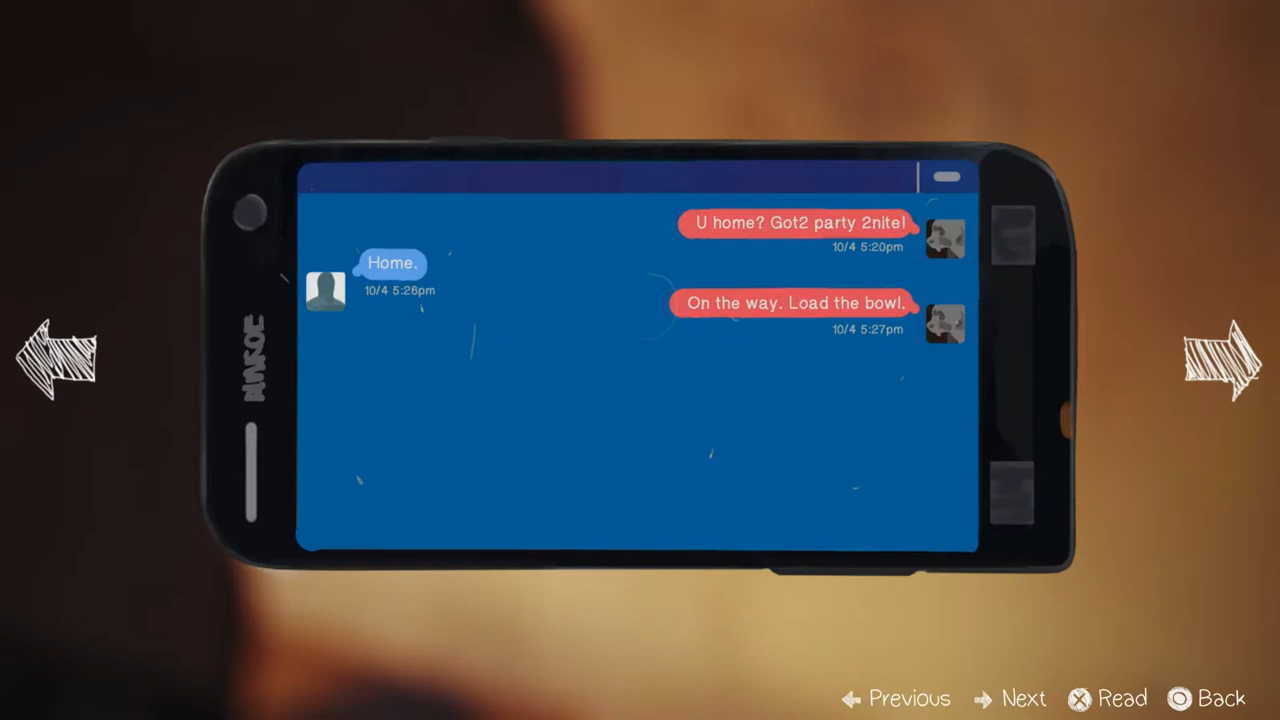 U home? Got2 party 2nite!
10/4 5:20pm
Home.
10/4 5:26pm
On the way. Load the bowl.
10/4 5:27pm
Previous Next Read Back